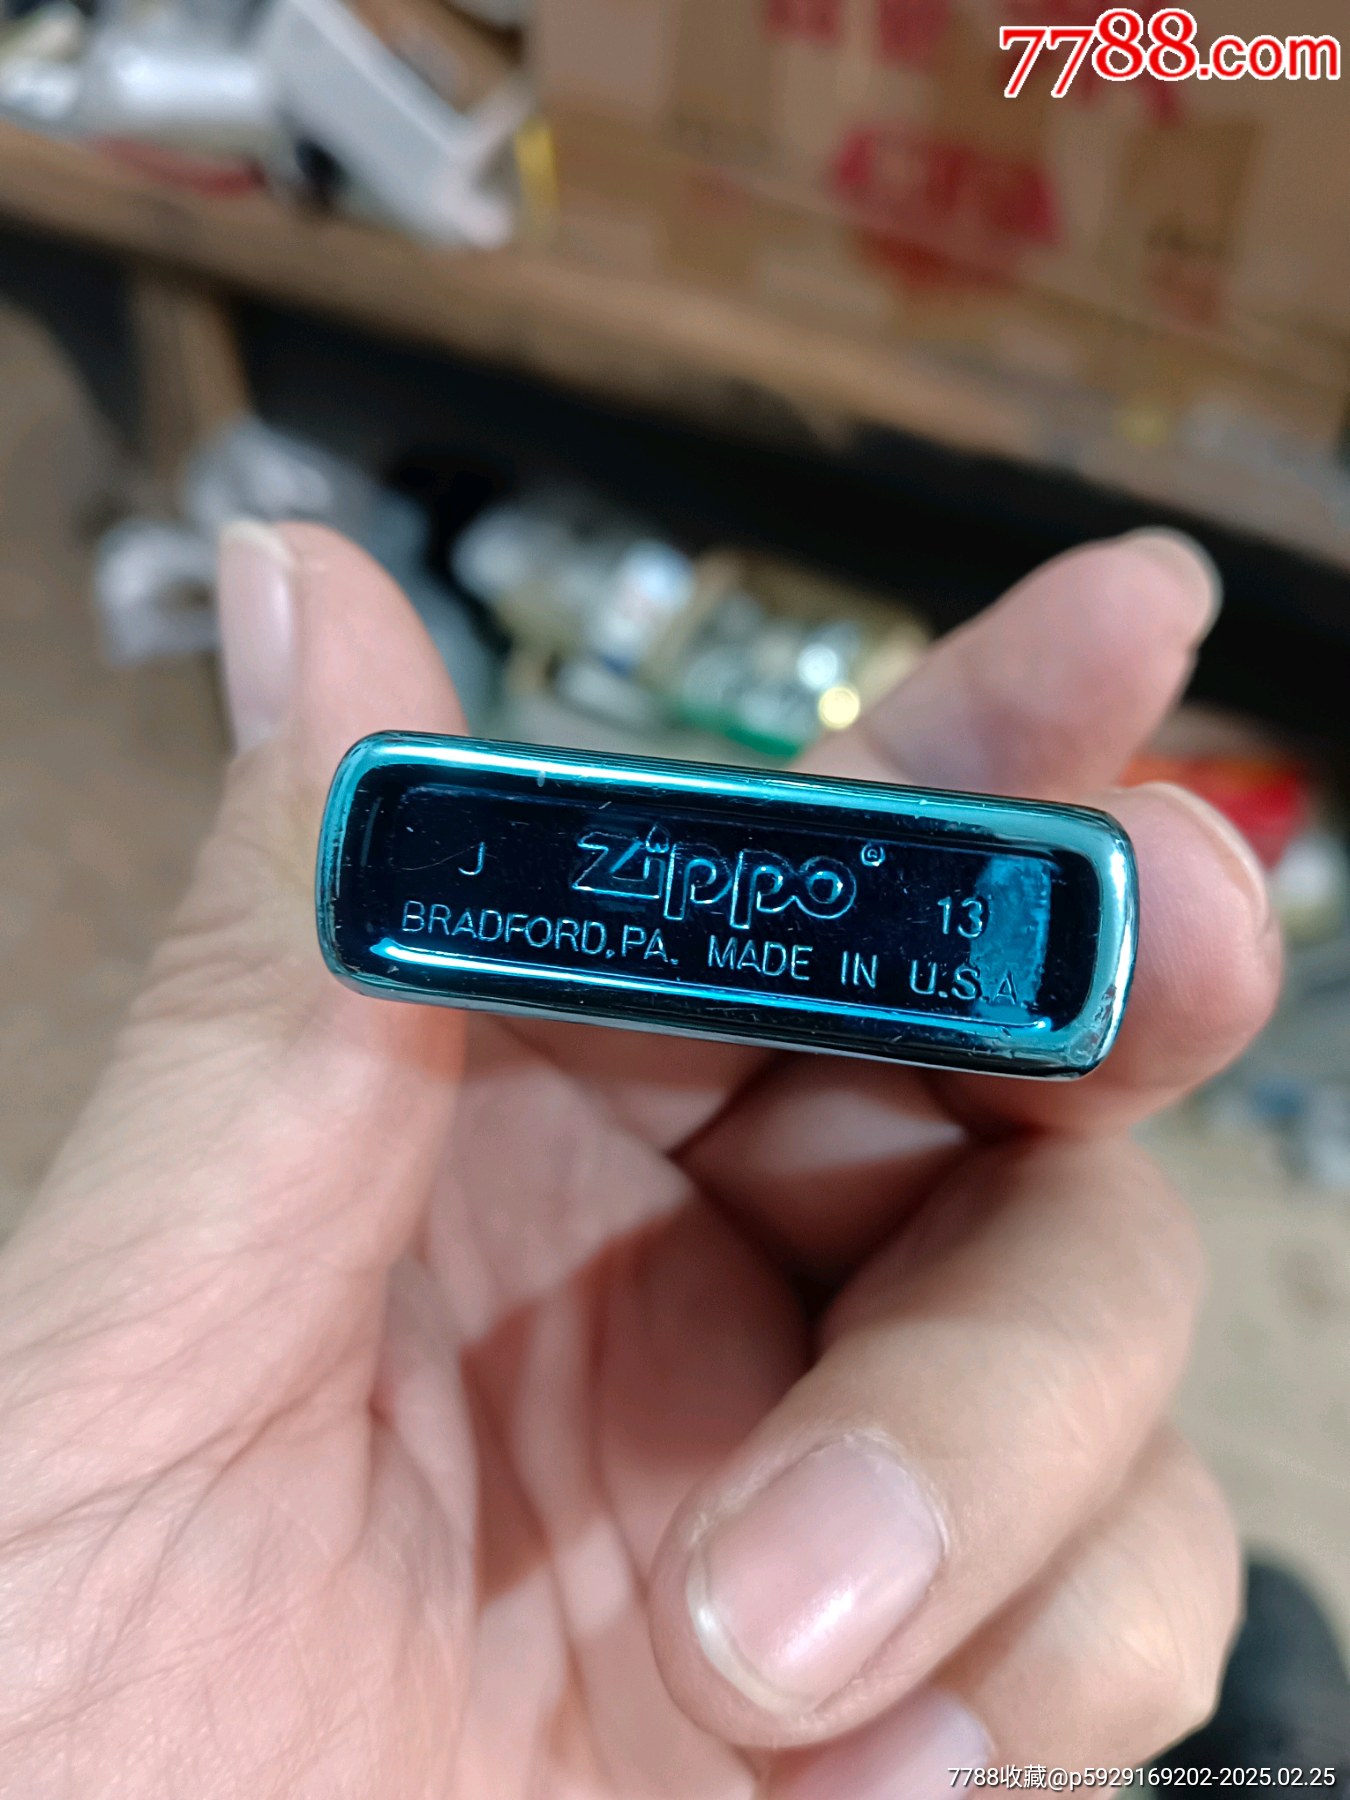 7788.com
J Zippo® 13
BRADFORD,PA. MADE IN U.S.A.
7788收藏@p5929169202-2025.02.25